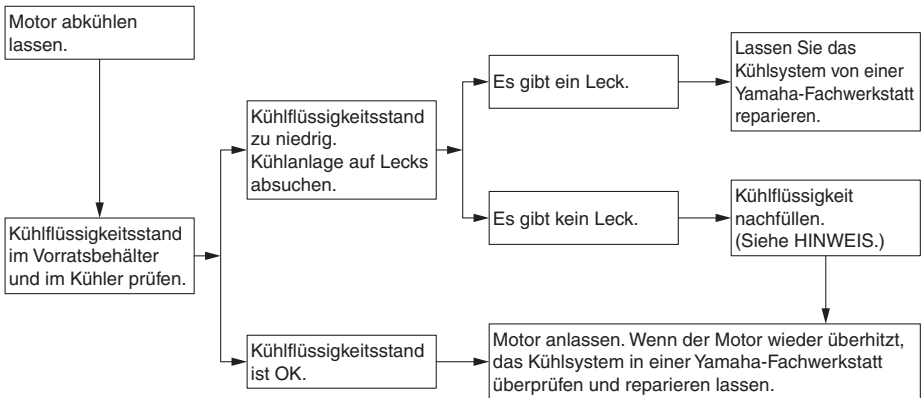 Motor abkühlen
lassen.
Kühlflüssigkeitsstand
im Vorratsbehälter
und im Kühler prüfen.
Kühlflüssigkeitsstand
zu niedrig.
Kühlanlage auf Lecks
absuchen.
Es gibt ein Leck.
Lassen Sie das
Kühlsystem von einer
Yamaha-Fachwerkstatt
reparieren.
Es gibt kein Leck.
Kühlflüssigkeit
nachfüllen.
(Siehe HINWEIS.)
Kühlflüssigkeitsstand
ist OK.
Motor anlassen. Wenn der Motor wieder überhitzt,
das Kühlsystem in einer Yamaha-Fachwerkstatt
überprüfen und reparieren lassen.